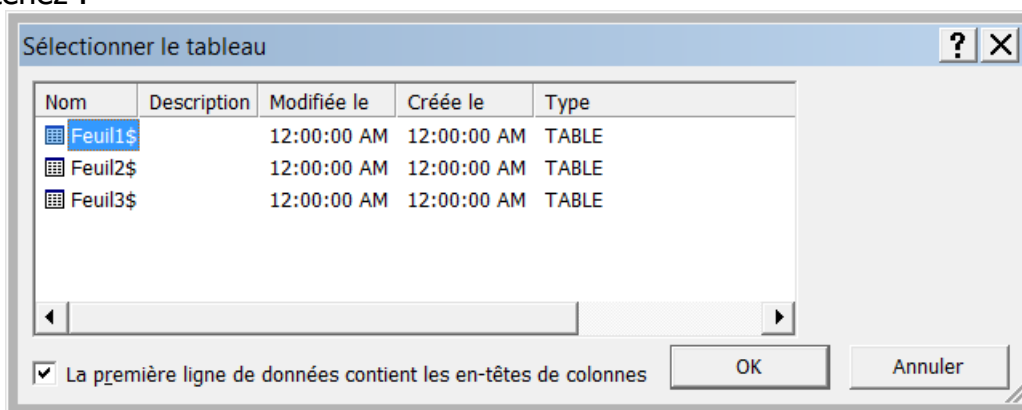 Sélectionner le tableau
Nom Description Modifiée le Créée le Type
Feuil1$ 12:00:00 AM 12:00:00 AM TABLE
Feuil2$ 12:00:00 AM 12:00:00 AM TABLE
Feuil3$ 12:00:00 AM 12:00:00 AM TABLE
La première ligne de données contient les en-têtes de colonnes OK Annuler